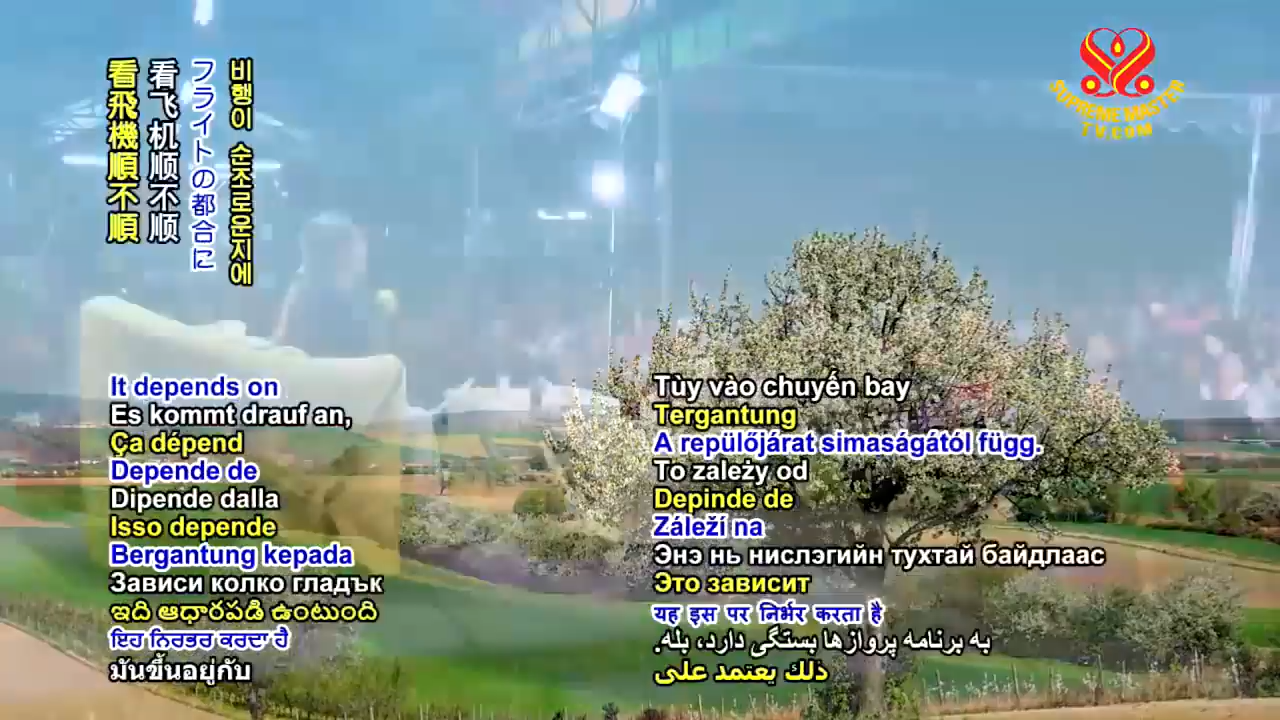 看飛機順不順
看飞机顺不顺
フライトの都合に
비행이 순조로운지에
SUPREME MASTER
TV.COM
It depends on
Es kommt drauf an,
Ça dépend
Depende de
Dipende dalla
Isso depende
Bergantung kepada
Зависи колко гладък
ఇది ఆధారపడి ఉంటుంది
ਇਹ ਨਿਰਭਰ ਕਰਦਾ ਹੈ
มันขึ้นอยู่กับ
Tùy vào chuyến bay
Tergantung
A repülőjárat simaságától függ.
To zależy od
Depinde de
Záleží na
Энэ нь нислэгийн тухтай байдлаас
Это зависит
यह इस पर निर्भर करता है
به برنامه پروازها بستگی دارد، بله.
ذلك يعتمد على